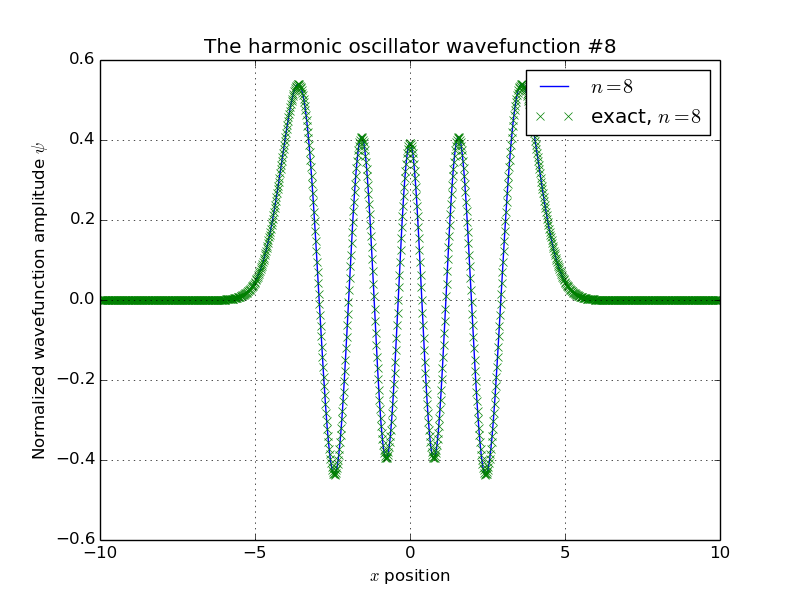 The harmonic oscillator wavefunction #8
n=8
exact, n=8
0.6
0.4
0.2
0.0
−0.2
−0.4
−0.6
Normalized wavefunction amplitude ψ
−10
−5
0
5
10
x position